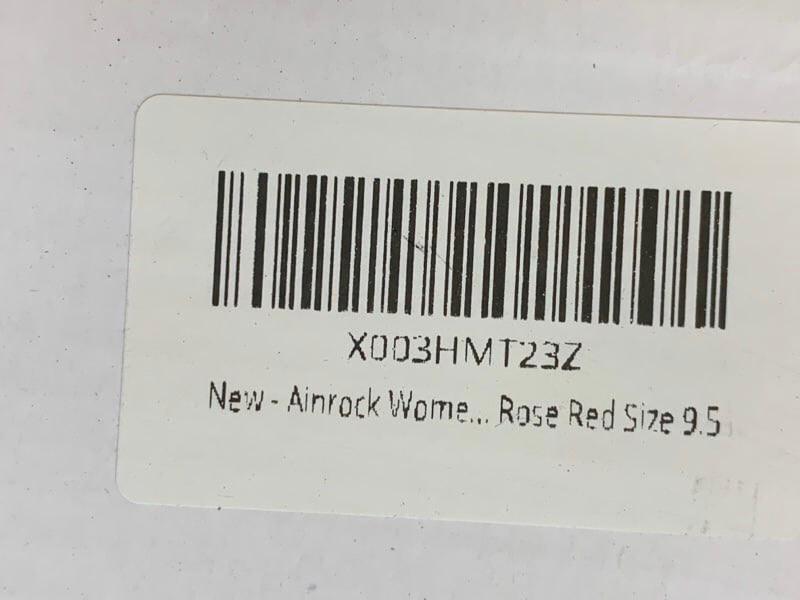 X003HMT23Z
New - Ainrock Wome... Rose Red Size 9.5